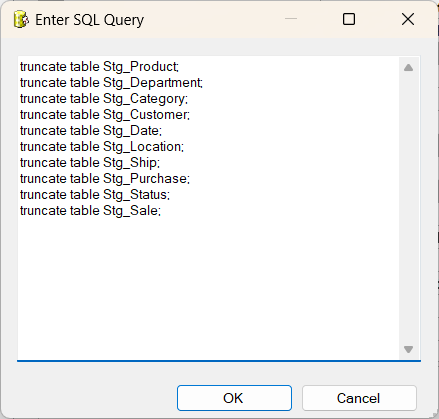 Enter SQL Query
truncate table Stg_Product;
truncate table Stg_Department;
truncate table Stg_Category;
truncate table Stg_Customer;
truncate table Stg_Date;
truncate table Stg_Location;
truncate table Stg_Ship;
truncate table Stg_Purchase;
truncate table Stg_Status;
truncate table Stg_Sale;
OK
Cancel